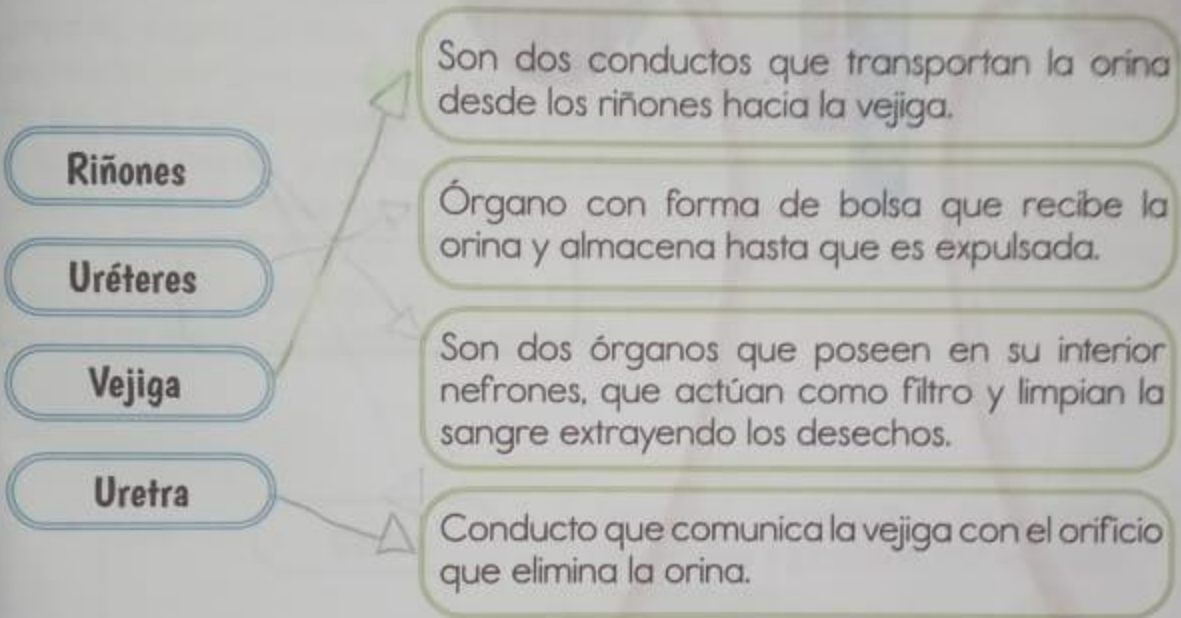 Riñones
Uréteres
Vejiga
Uretra
Son dos conductos que transportan la orina
desde los riñones hacia la vejiga.
Órgano con forma de bolsa que recibe la
orina y almacena hasta que es expulsada.
Son dos órganos que poseen en su interior
nefrones, que actúan como filtro y limpian la
sangre extrayendo los desechos.
Conducto que comunica la vejiga con el orificio
que elimina la orina.